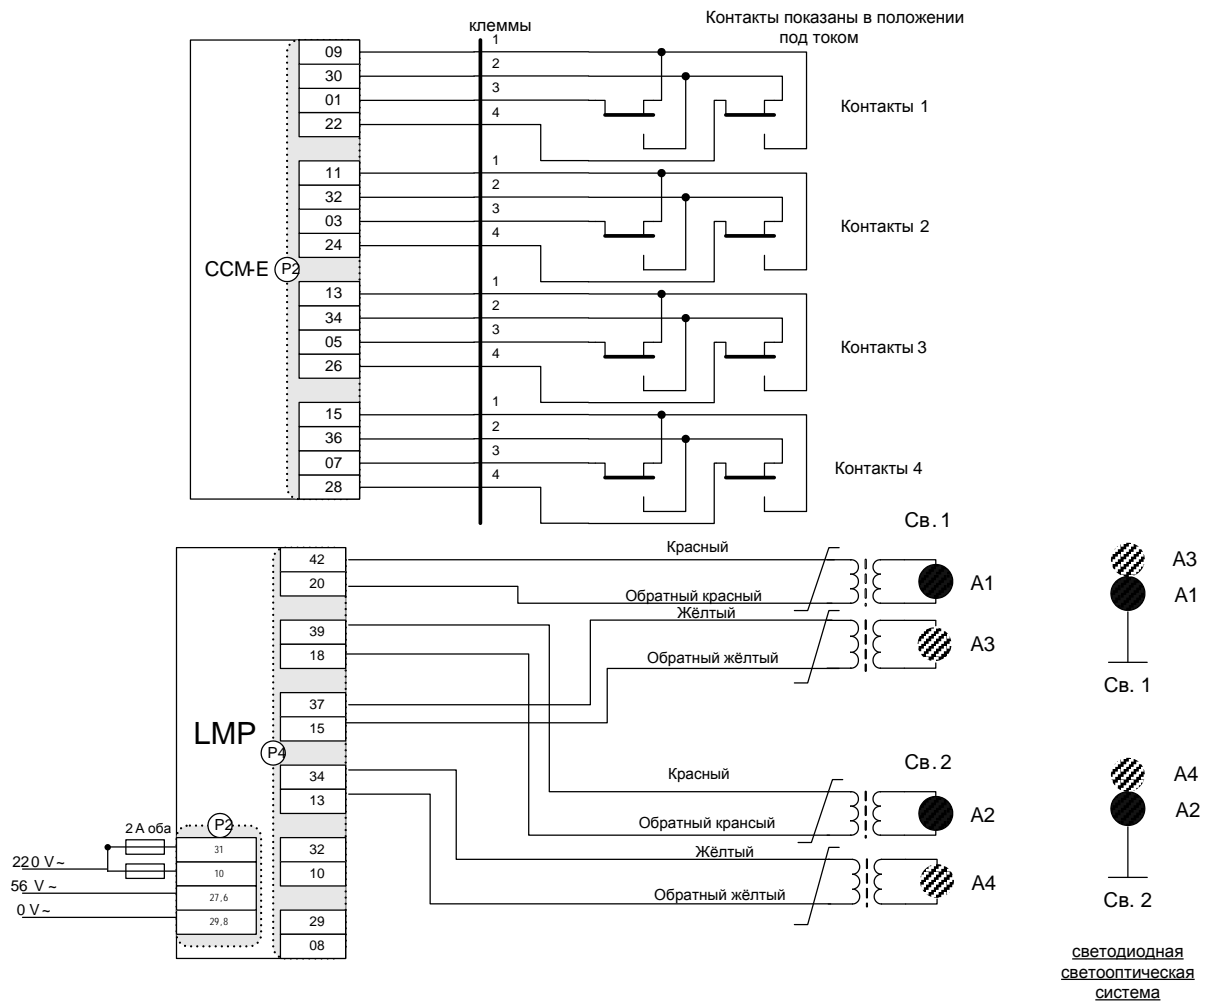 клеммы
Контакты показаны в положении
под током
09
30
01
22
1
2
3
4
Контакты 1
11
32
03
24
1
2
3
4
Контакты 2
CCM-E
P2
13
34
05
26
1
2
3
4
Контакты 3
15
36
07
28
1
2
3
4
Контакты 4
Св. 1
42
20
39
18
37
15
34
13
32
10
29
08
LMP
P4
P2
2 А оба
31
10
27,6
29,8
220 V ~
56 V ~
0 V ~
Красный
Обратный красный
Жёлтый
Обратный жёлтый
A1
A3
Св. 2
Красный
Обратный крансый
Жёлтый
Обратный жёлтый
A2
A4
A3
A1
Св. 1
A4
A2
Св. 2
светодиодная
светооптическая
система